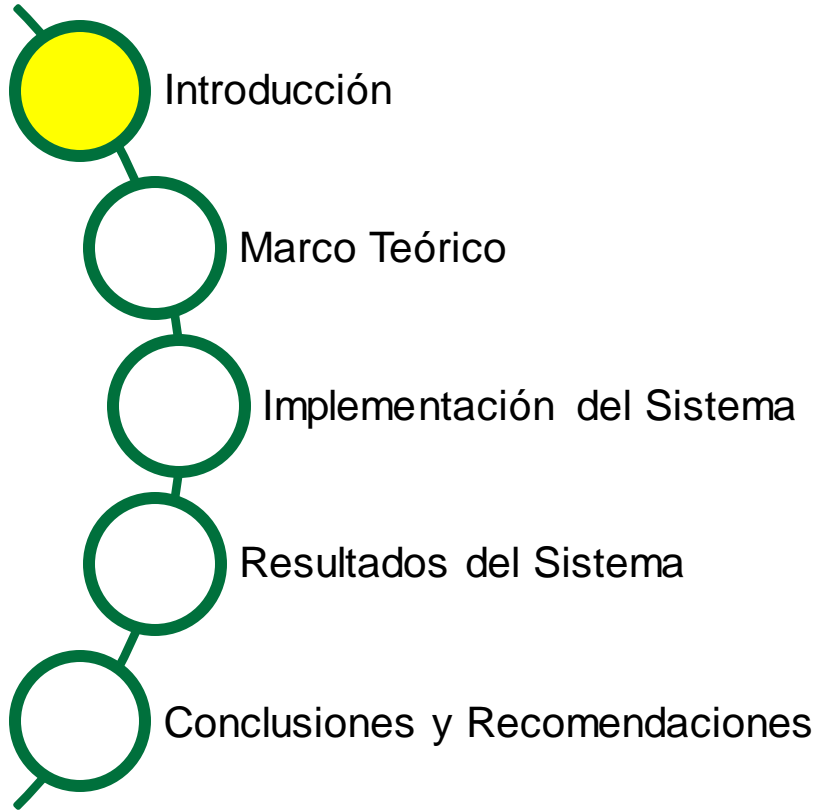 Introducción
Marco Teórico
Implementación del Sistema
Resultados del Sistema
Conclusiones y Recomendaciones